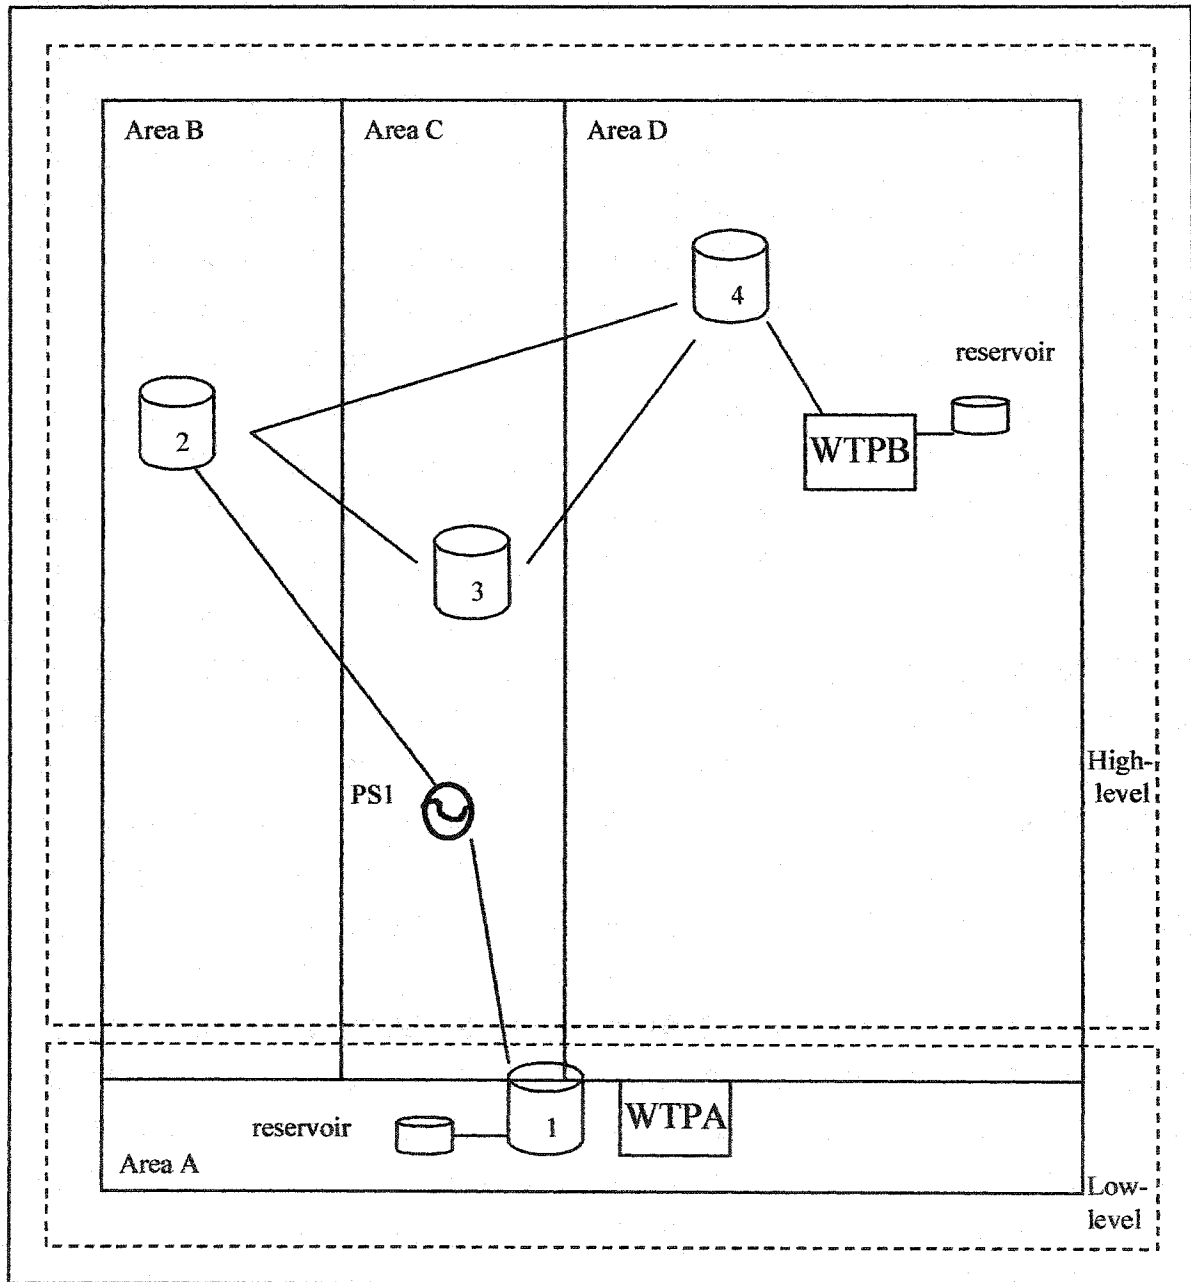 Area B
Area C
Area D
4
reservoir
2
WTPB
3
PS1
High-
level
1
WTPA
reservoir
Area A
Low-
level